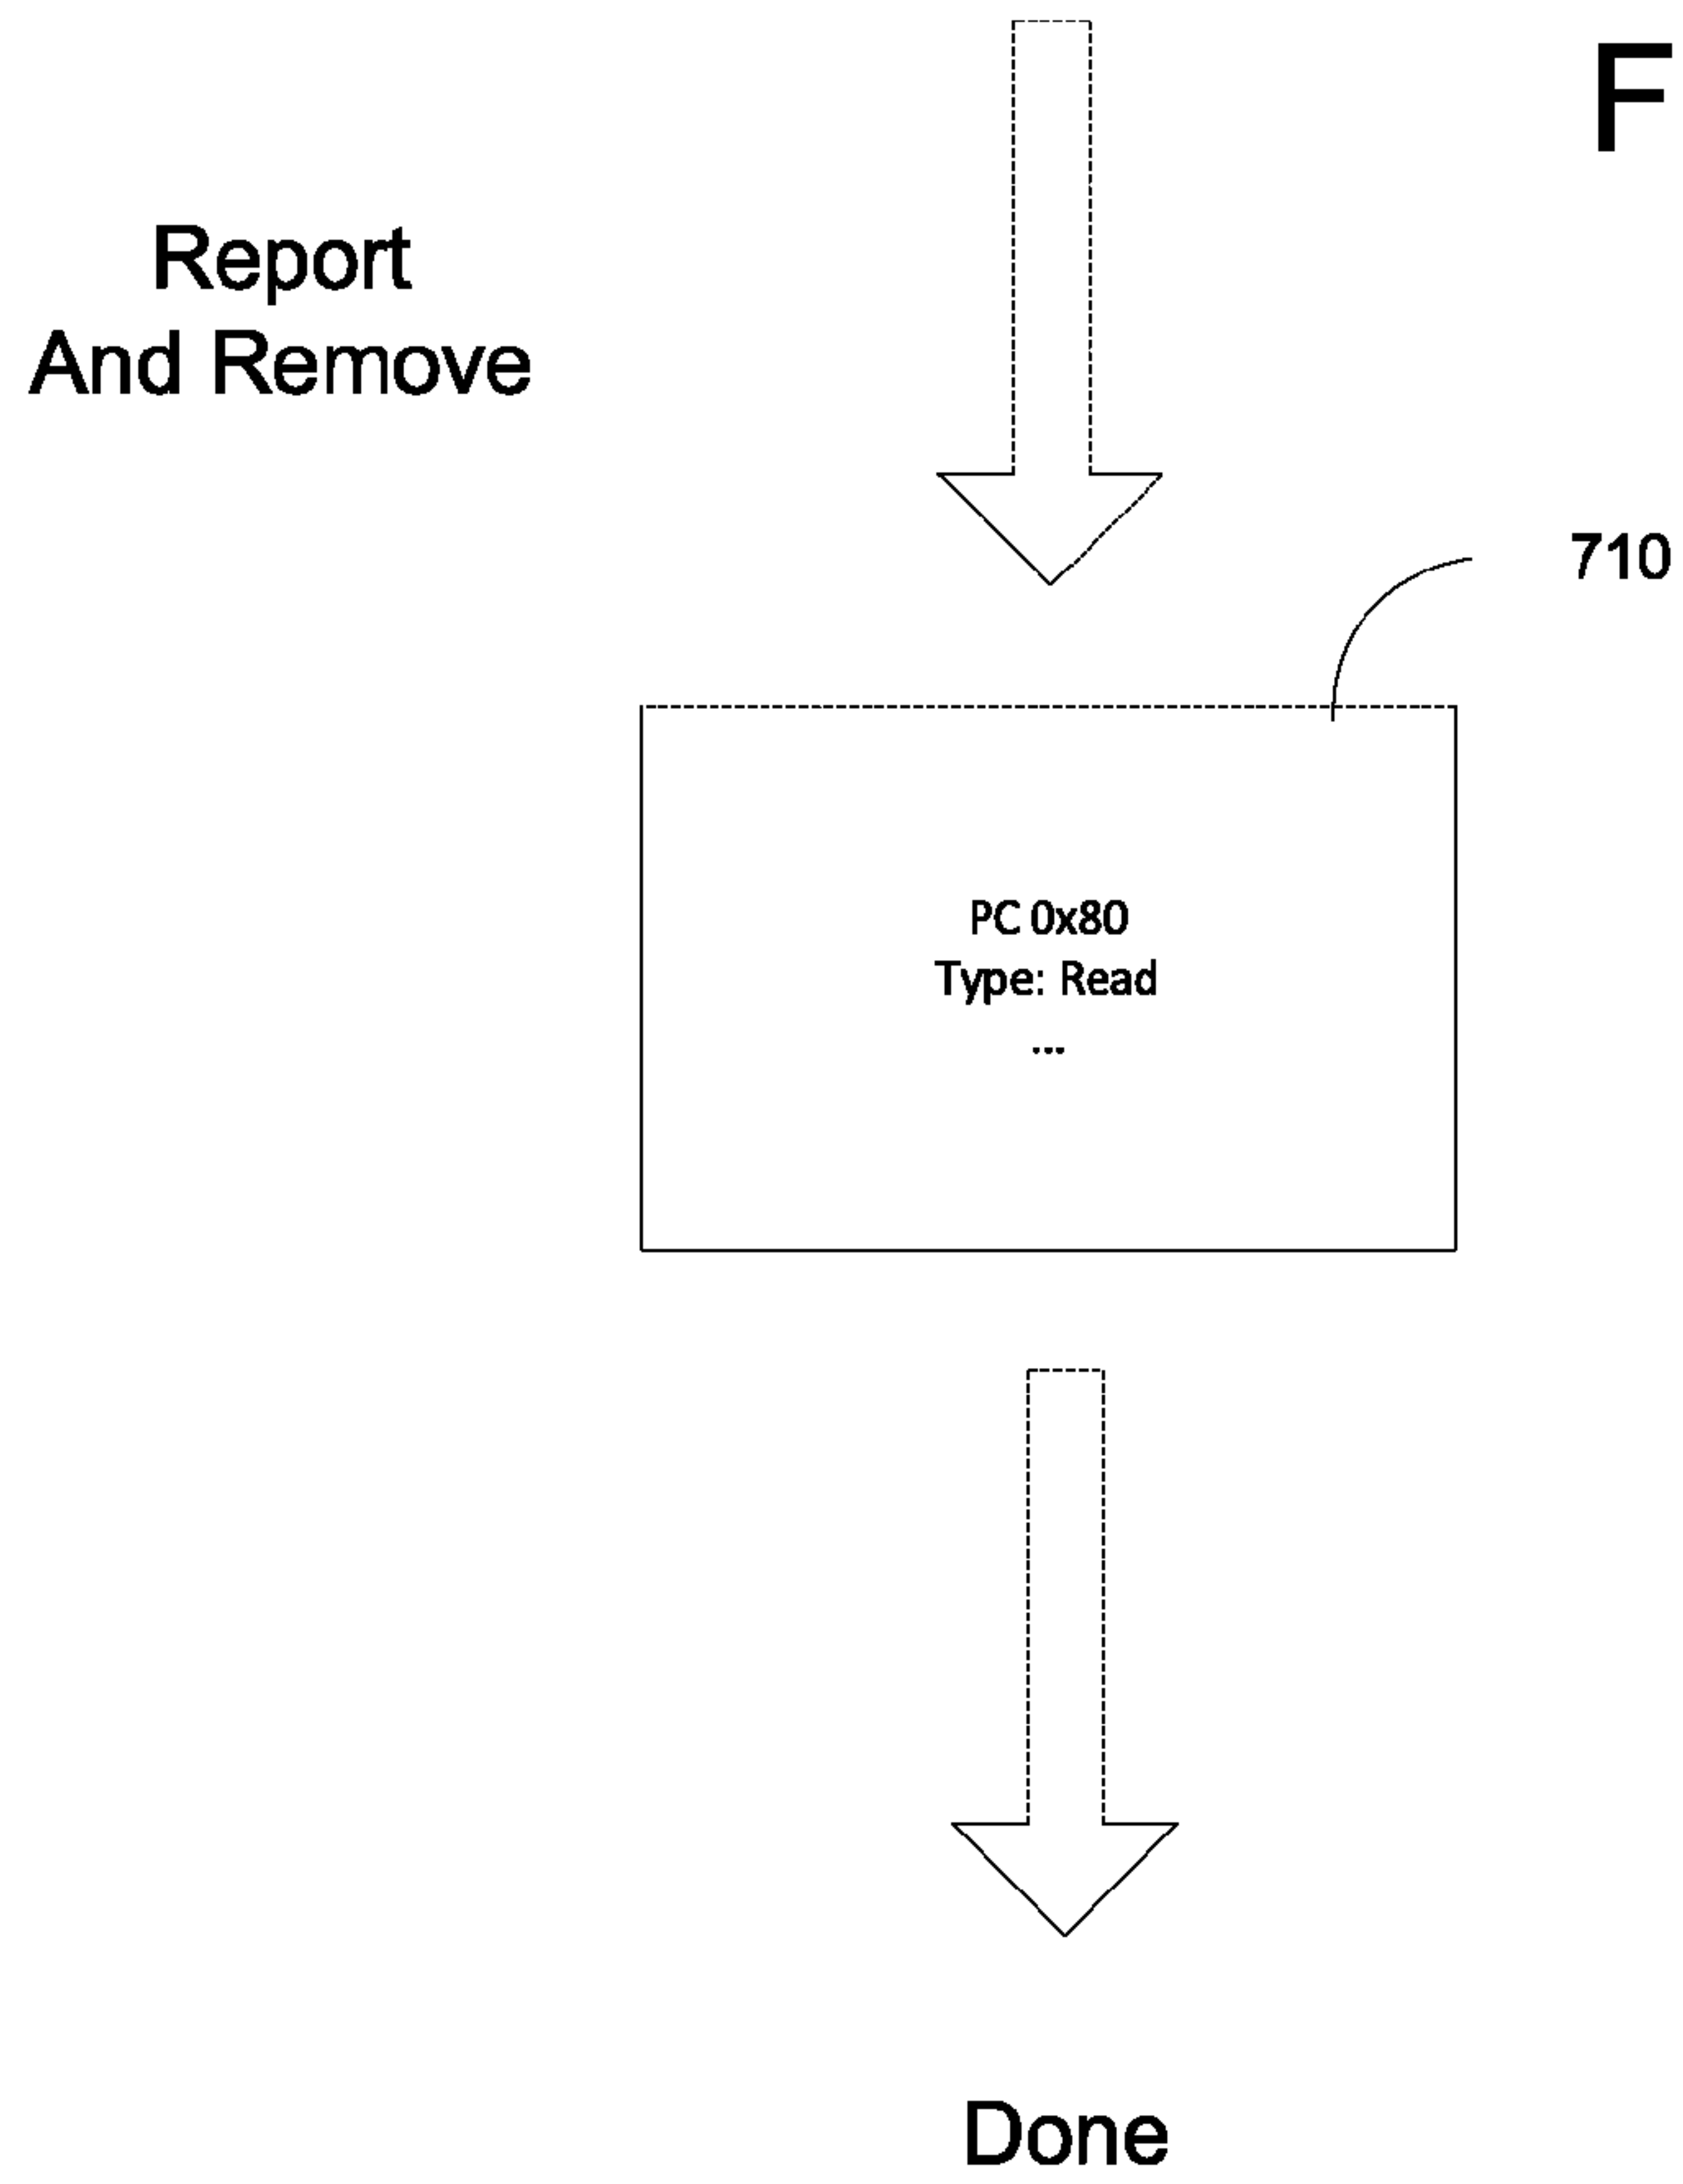 F
Report
And Remove
710
PC 0x80
Type: Read
...
Done